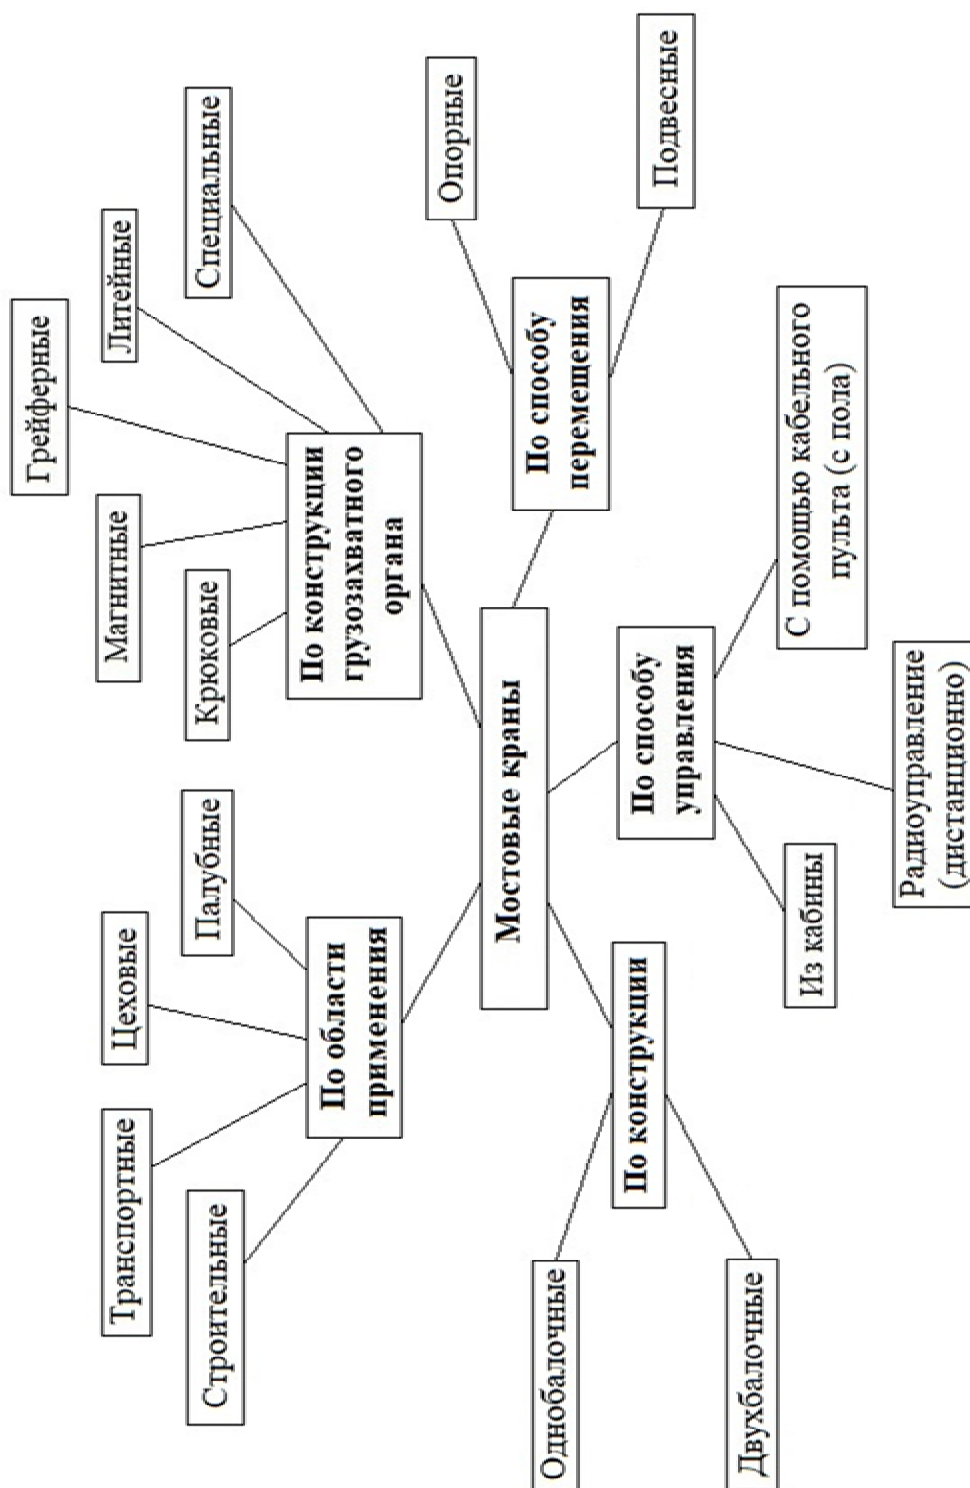 Строительные
Транспортные
Цеховые
Палубные
По области
применения
Крюковые
Магнитные
Грейферные
Литейные
Специальные
По конструкции
грузозахватного
органа
Мостовые краны
Однобалочные
Двухбалочные
По конструкции
Из кабины
Радиоуправление
(дистанционно)
С помощью кабельного
пульта (с пола)
По способу
управления
По способу
перемещения
Опорные
Подвесные